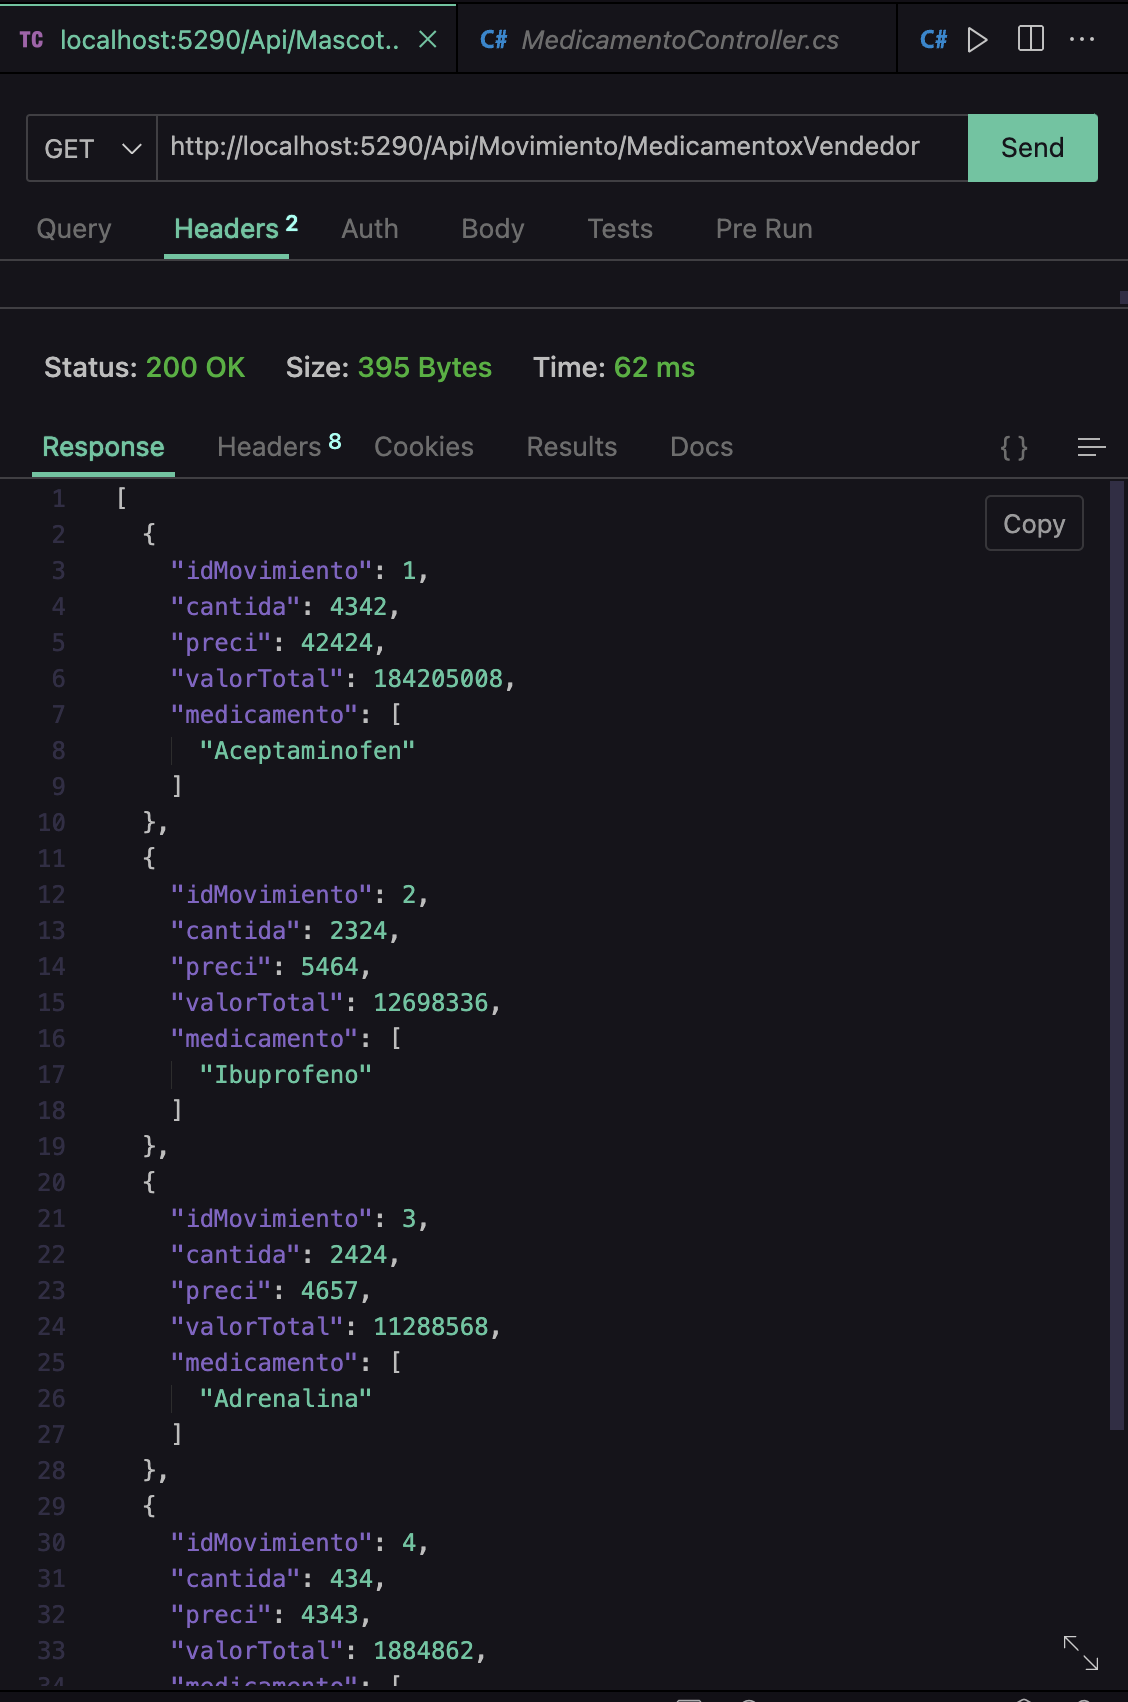 TC localhost:5290/Api/Mascot.. C# MedicamentoController.cs C#
GET http://localhost:5290/Api/Movimiento/MedicamentoxVendedor Send
Query Headers 2 Auth Body Tests Pre Run
Status: 200 OK Size: 395 Bytes Time: 62 ms
Response Headers 8 Cookies Results Docs { }
Copy
1 [
2 {
3 "idMovimiento": 1,
4 "cantida": 4342,
5 "preci": 42424,
6 "valorTotal": 184205008,
7 "medicamento": [
8 "Aceptaminofen"
9 ]
10 },
11 {
12 "idMovimiento": 2,
13 "cantida": 2324,
14 "preci": 5464,
15 "valorTotal": 12698336,
16 "medicamento": [
17 "Ibuprofeno"
18 ]
19 },
20 {
21 "idMovimiento": 3,
22 "cantida": 2424,
23 "preci": 4657,
24 "valorTotal": 11288568,
25 "medicamento": [
26 "Adrenalina"
27 ]
28 },
29 {
30 "idMovimiento": 4,
31 "cantida": 434,
32 "preci": 4343,
33 "valorTotal": 1884862,
34 "medicamento": [